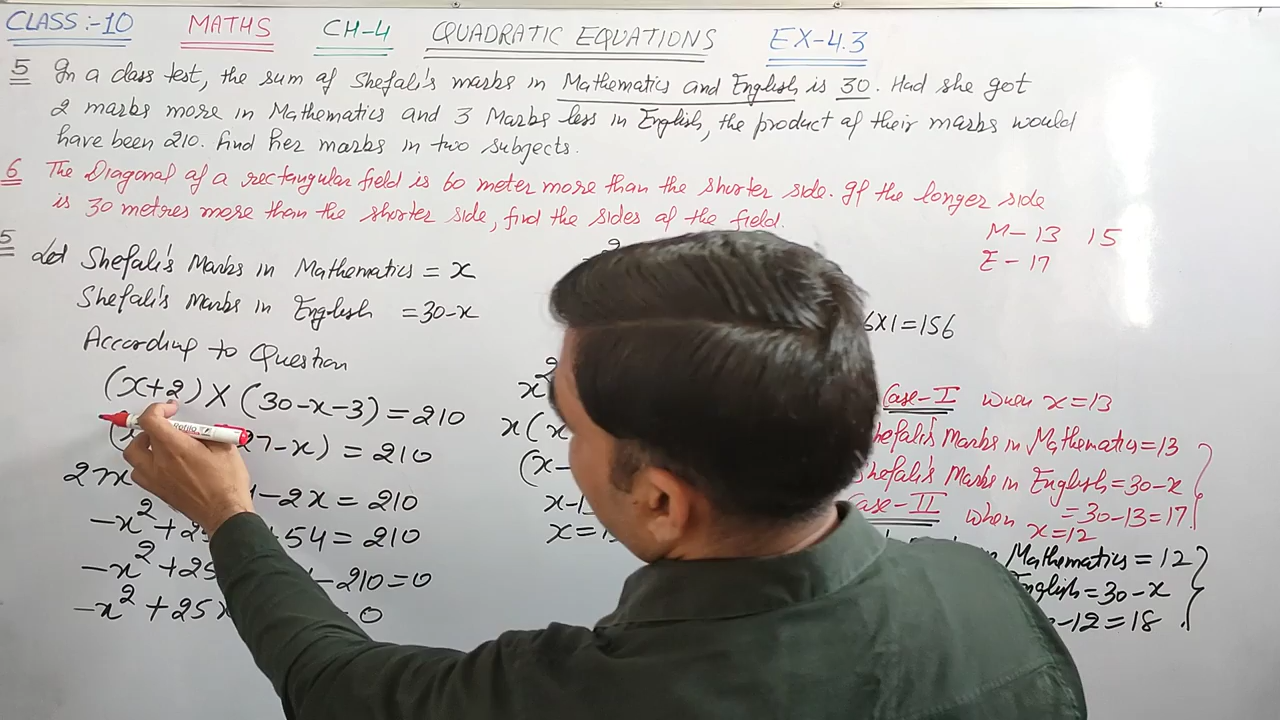 CLASS:-10 MATHS CH-4 QUADRATIC EQUATIONS EX-4.3
5 In a class test, the sum of Shefali's marks in Mathematics and English is 30. Had she got
2 marks more in Mathematics and 3 Marks less in English, the product of their marks would
have been 210. Find her marks in two subjects.
6 The Diagonal of a rectangular field is 60 meter more than the shorter side. If the longer side
is 30 metres more than the shorter side, find the sides of the field.
M-13 15
E-17
5 Let Shefali's Marks in Mathematics = x
Shefali's Marks in English = 30-x
According to Question
(x+2) X (30-x-3) = 210
27-x) = 210
-2x = 210
-x² + 25 +54 = 210
-x² + 25 -210=0
-x² + 25x = 0
2
x²
x(x
(x-
x-1
x=1
6X1=156
Case-I when x=13
Shefali's Marks in Mathematics=13
Shefali's Marks in English=30-x
=30-13=17
Case-II when x=12
Mathematics = 12
English=30-x
-12=18